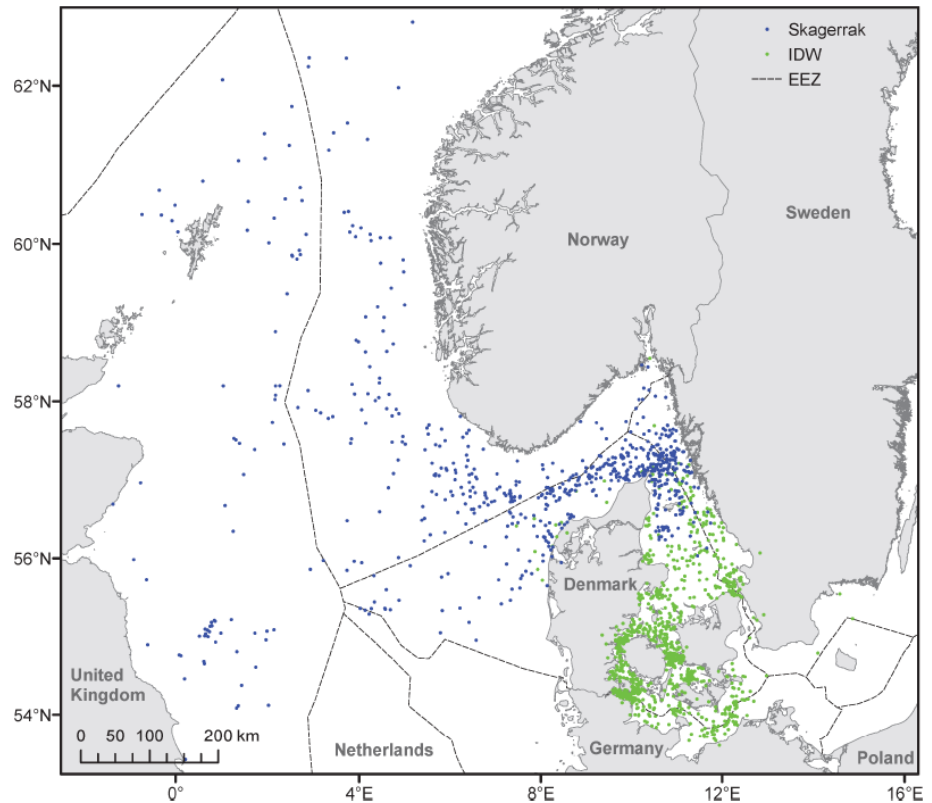 Skagerrak
IDW
EEZ
62°N
60°N
58°N
56°N
54°N
Norway
Sweden
Denmark
United
Kingdom
Netherlands
Germany
Poland
0 50 100 200 km
0° 4°E 8°E 12°E 16°E